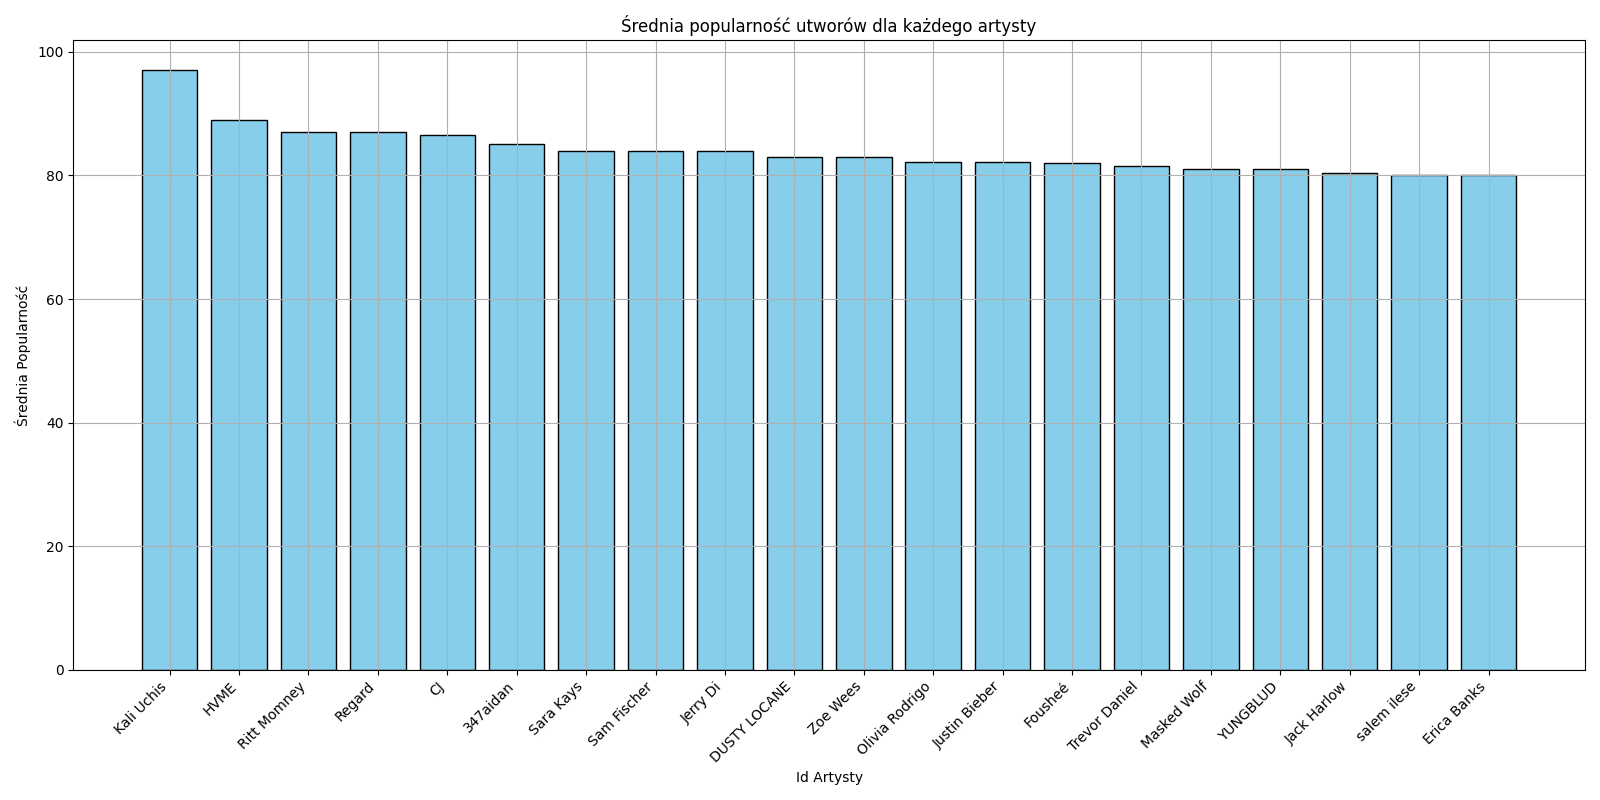 Średnia popularność utworów dla każdego artysty
Średnia Popularność
100
80
60
40
20
0
Kali Uchis
HVME
Ritt Momney
Regard
CJ
347aidan
Sara Kays
Sam Fischer
Jerry Di
DUSTY LOCANE
Zoe Wees
Olivia Rodrigo
Justin Bieber
Fousheé
Trevor Daniel
Masked Wolf
YUNGBLUD
Jack Harlow
salem ilese
Erica Banks
Id Artysty